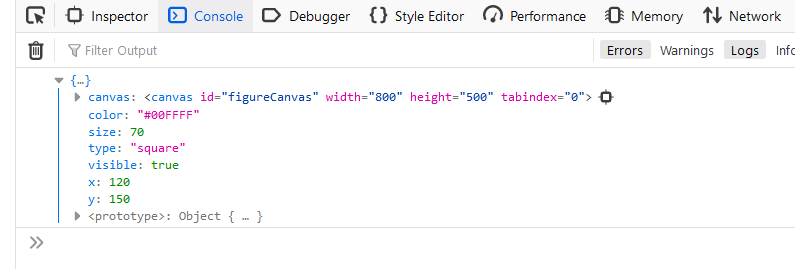 Inspector Console Debugger Style Editor Performance Memory Network
Filter Output Errors Warnings Logs Info
{…}
canvas: <canvas id="figureCanvas" width="800" height="500" tabindex="0">
color: "#00FFFF"
size: 70
type: "square"
visible: true
x: 120
y: 150
<prototype>: Object { … }